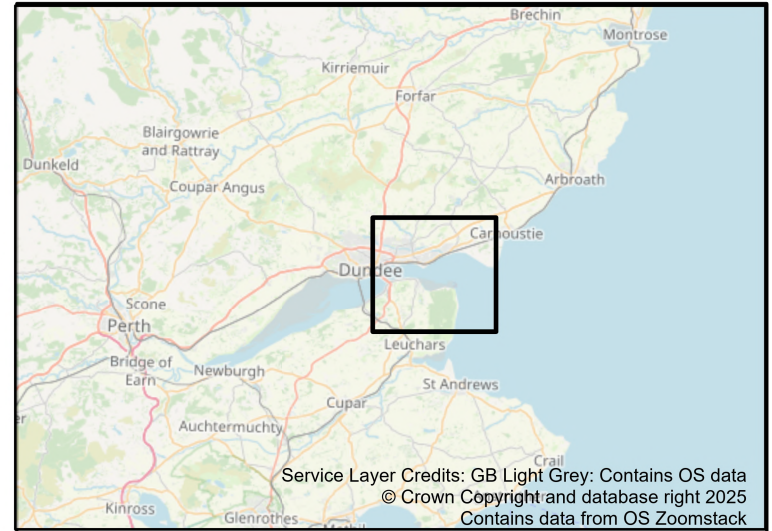 Brechin
Montrose
Kirriemuir
Forfar
Blairgowrie
and Rattray
Dunkeld
Coupar Angus
Arbroath
Carnoustie
Dundee
Scone
Perth
Leuchars
Bridge of
Earn
Newburgh
St Andrews
Cupar
Auchtermuchty
Crail
Service Layer Credits: GB Light Grey: Contains OS data
© Crown Copyright and database right 2025
Kinross
Glenrothes
Contains data from OS Zoomstack